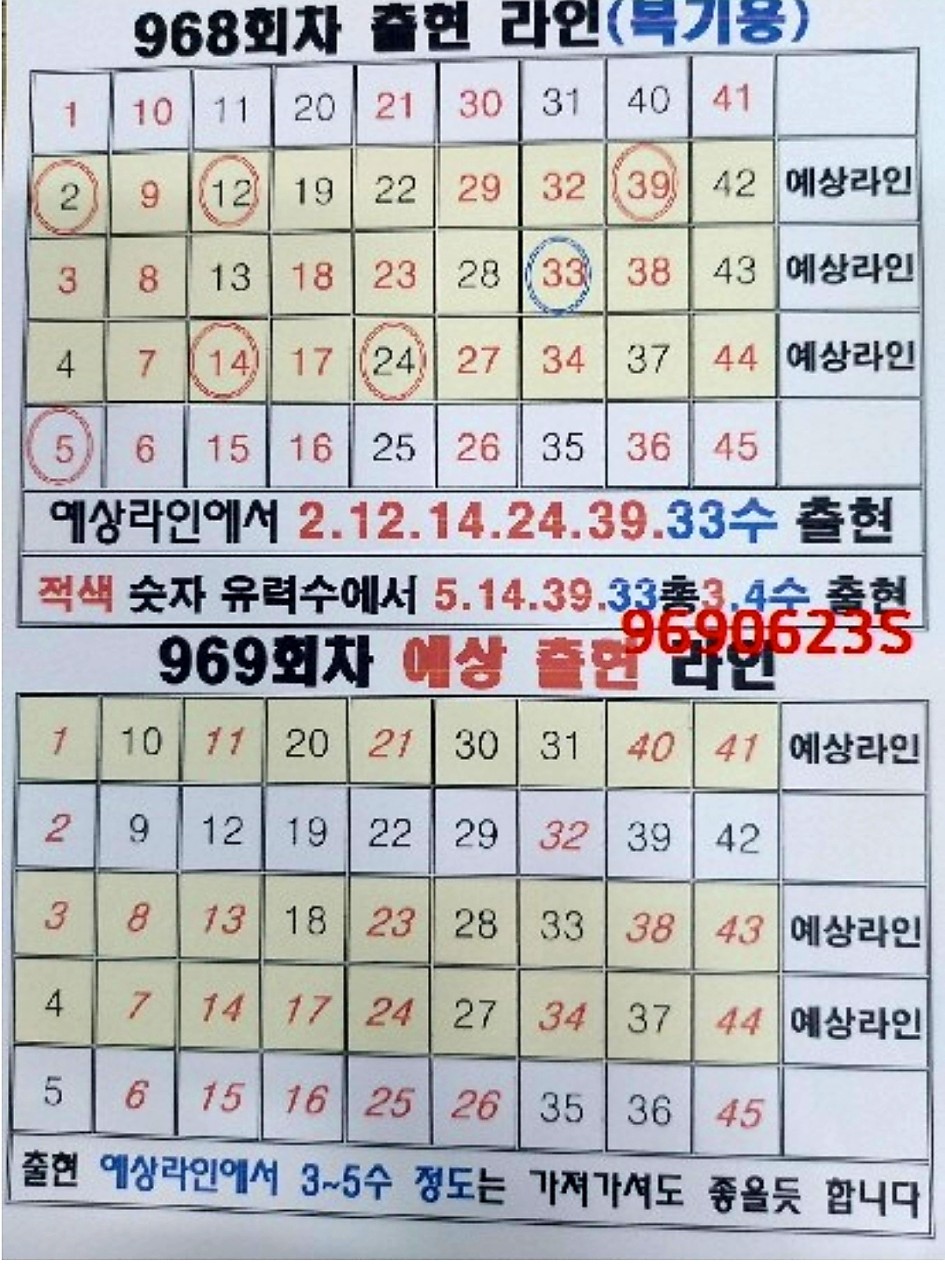 968회차 출현 라인(복기용)
1 10 11 20 21 30 31 40 41
2 9 12 19 22 29 32 39 42 예상라인
3 8 13 18 23 28 33 38 43 예상라인
4 7 14 17 24 27 34 37 44 예상라인
5 6 15 16 25 26 35 36 45
예상라인에서 2.12.14.24.39.33수 출현
적색 숫자 유력수에서 5.14.39.33총3.4수 출현
9690623S
969회차 예상 출현 라인
1 10 11 20 21 30 31 40 41 예상라인
2 9 12 19 22 29 32 39 42
3 8 13 18 23 28 33 38 43 예상라인
4 7 14 17 24 27 34 37 44 예상라인
5 6 15 16 25 26 35 36 45
출현 예상라인에서 3~5수 정도는 가져가셔도 좋을듯 합니다